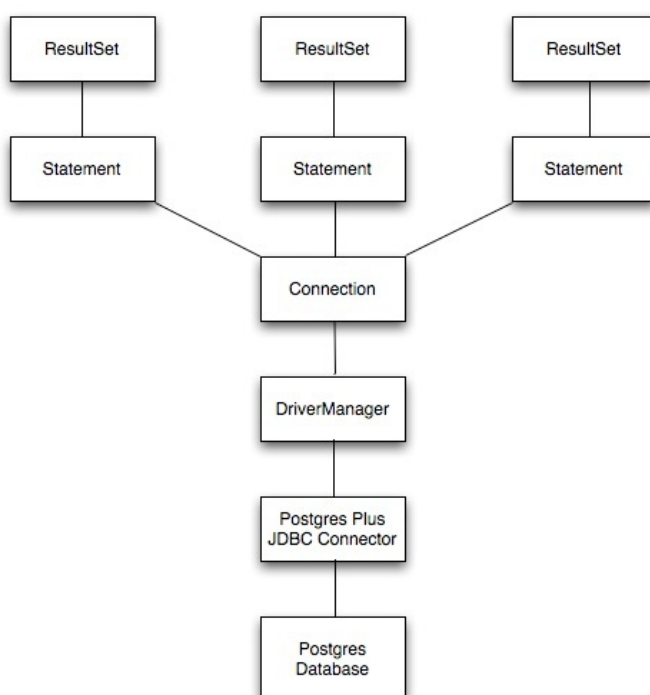 ResultSet
ResultSet
ResultSet
Statement
Statement
Statement
Connection
DriverManager
Postgres Plus
JDBC Connector
Postgres
Database